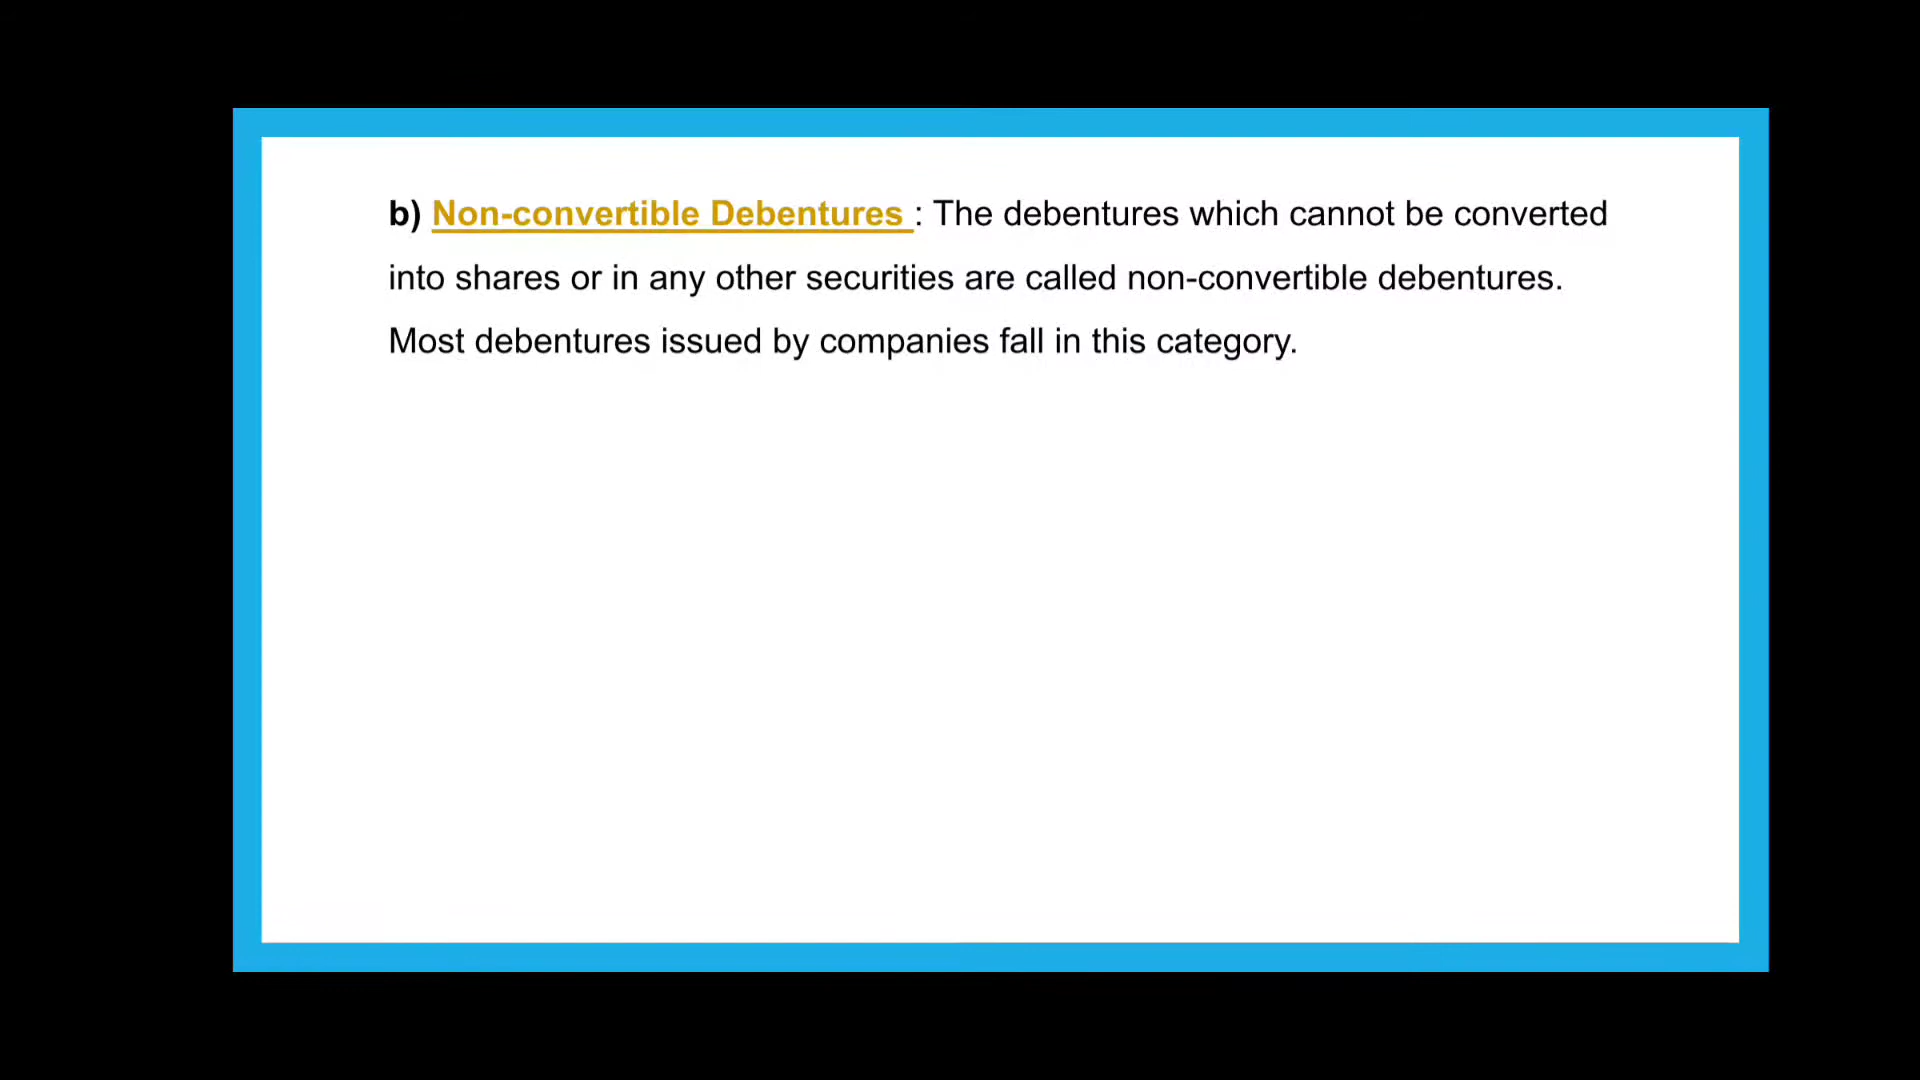 b) Non-convertible Debentures : The debentures which cannot be converted
into shares or in any other securities are called non-convertible debentures.
Most debentures issued by companies fall in this category.